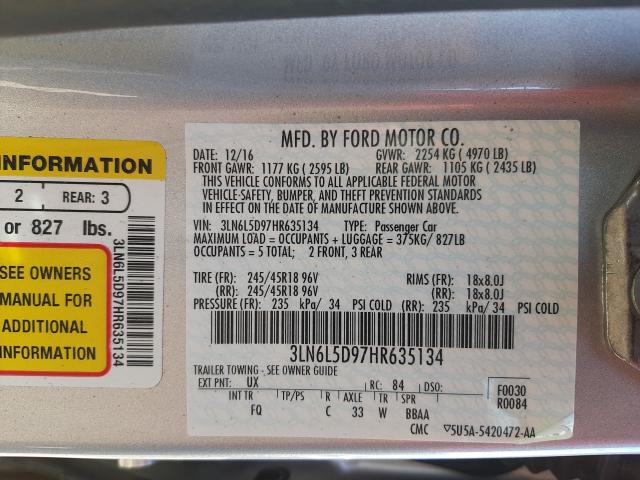 INFORMATION
2 REAR: 3
or 827 lbs.
SEE OWNERS
MANUAL FOR
ADDITIONAL
INFORMATION
3LN6L5D97HR635134
MFD. BY FORD MOTOR CO.
DATE: 12/16 GVWR: 2254 KG ( 4970 LB)
FRONT GAWR: 1177 KG ( 2595 LB) REAR GAWR: 1105 KG ( 2435 LB)
THIS VEHICLE CONFORMS TO ALL APPLICABLE FEDERAL MOTOR
VEHICLE-SAFETY, BUMPER, AND THEFT PREVENTION STANDARDS
IN EFFECT ON THE DATE OF MANUFACTURE SHOWN ABOVE.
VIN: 3LN6L5D97HR635134 TYPE: Passenger Car
MAXIMUM LOAD = OCCUPANTS + LUGGAGE = 375KG/ 827LB
OCCUPANTS = 5 TOTAL; 2 FRONT, 3 REAR
TIRE (FR): 245/45R18 96V RIMS (FR): 18x8.0J
(RR): 245/45R18 96V (RR): 18x8.0J
PRESSURE (FR): 235 kPa/ 34 PSI COLD (RR): 235 kPa/ 34 PSI COLD
3LN6L5D97HR635134
TRAILER TOWING - SEE OWNER GUIDE
EXT PNT: UX RC: 84 DSO: F0030
INT TR TP/PS R AXLE TR SPR R0084
FQ C 33 W BBAA
CMC ▽5U5A-5420472-AA